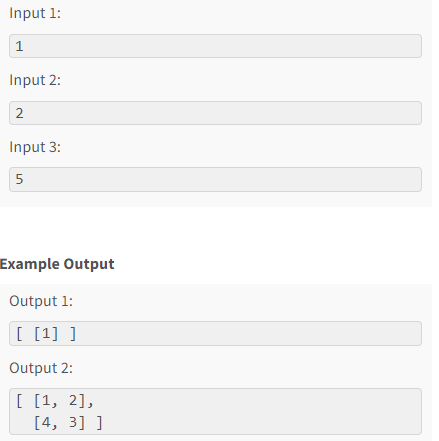 Input 1:
1
Input 2:
2
Input 3:
5
Example Output
Output 1:
[ [1] ]
Output 2:
[ [1, 2],
[4, 3] ]